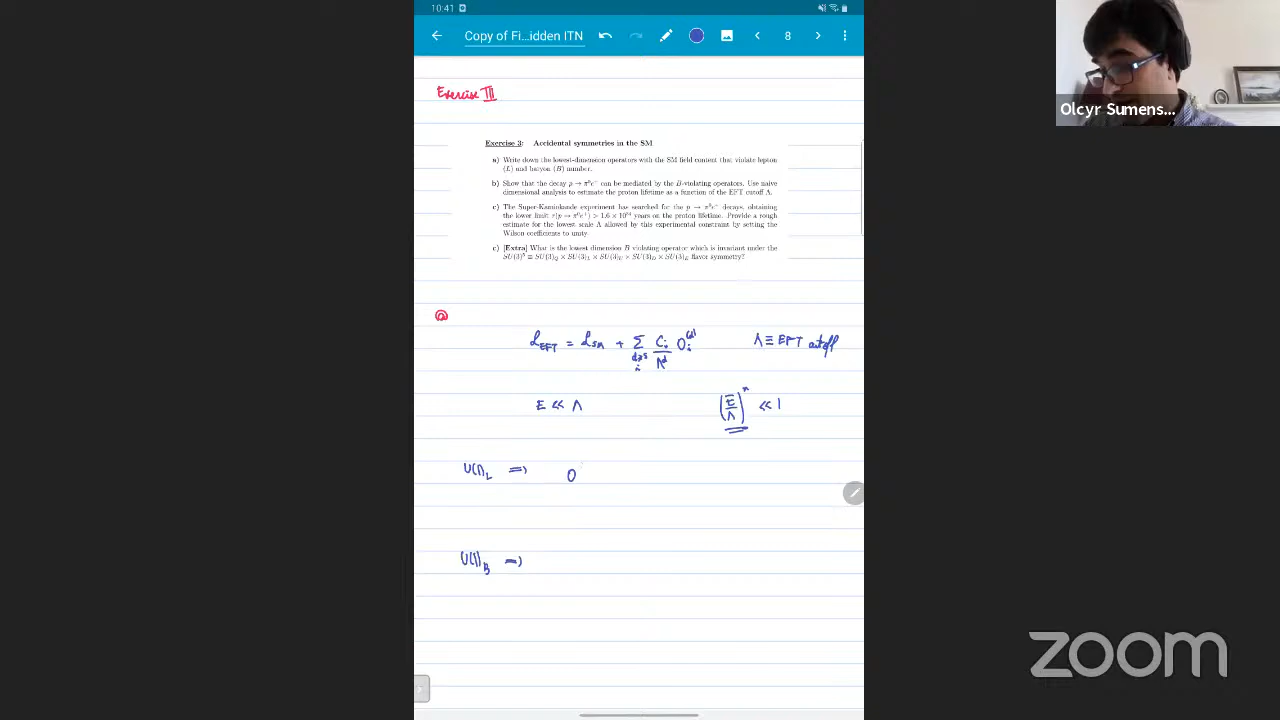 10:41
Copy of Fi...idden ITN
8
Exercise III
Exercise 3: Accidental symmetries in the SM
a) Write down the lowest-dimension operators with the SM field content that violate lepton
(L) and baryon (B) number.
b) Show that the decay p → π⁰e⁺ can be mediated by the B-violating operators. Use naive
dimensional analysis to estimate the proton lifetime as a function of the EFT cutoff Λ.
c) The Super-Kamiokande experiment has searched for the p → π⁰e⁺ decays, obtaining
the lower limit τ(p → π⁰e⁺) > 1.6 × 10³⁴ years on the proton lifetime. Provide a rough
estimate for the lowest scale Λ allowed by this experimental constraint by setting the
Wilson coefficients to unity.
c) [Extra] What is the lowest dimension B violating operator which is invariant under the
SU(3)⁵ ≡ SU(3)_Q × SU(3)_L × SU(3)_U × SU(3)_D × SU(3)_E flavor symmetry?
a
L_EFT = L_SM + Σ_{d≥5, i} C_i/Λ^d O_i^(d) Λ ≡ EFT cutoff
E << Λ (E/Λ)^n << 1
U(1)_L ⇒ O
U(1)_B ⇒
Olcyr Sumens...
zoom